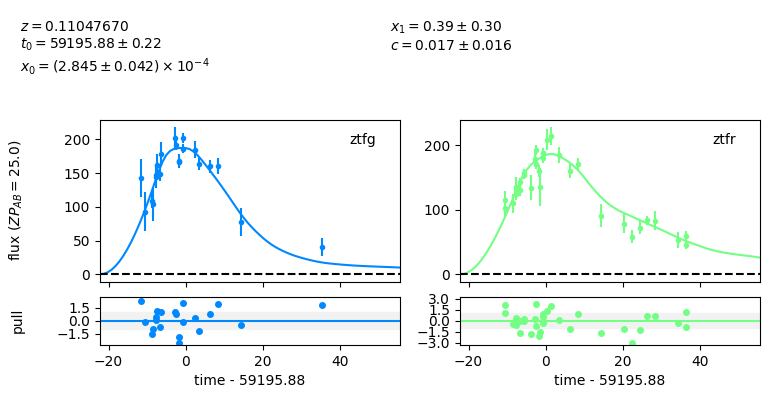 z = 0.11047670
t₀ = 59195.88 ± 0.22
x₀ = (2.845 ± 0.042) × 10⁻⁴
x₁ = 0.39 ± 0.30
c = 0.017 ± 0.016
flux (ZP_AB = 25.0)
200
150
100
50
0
ztfg
200
100
0
ztfr
pull
1.5
0.0
−1.5
−20
0
20
40
time - 59195.88
3.0
1.5
0.0
−1.5
−3.0
−20
0
20
40
time - 59195.88